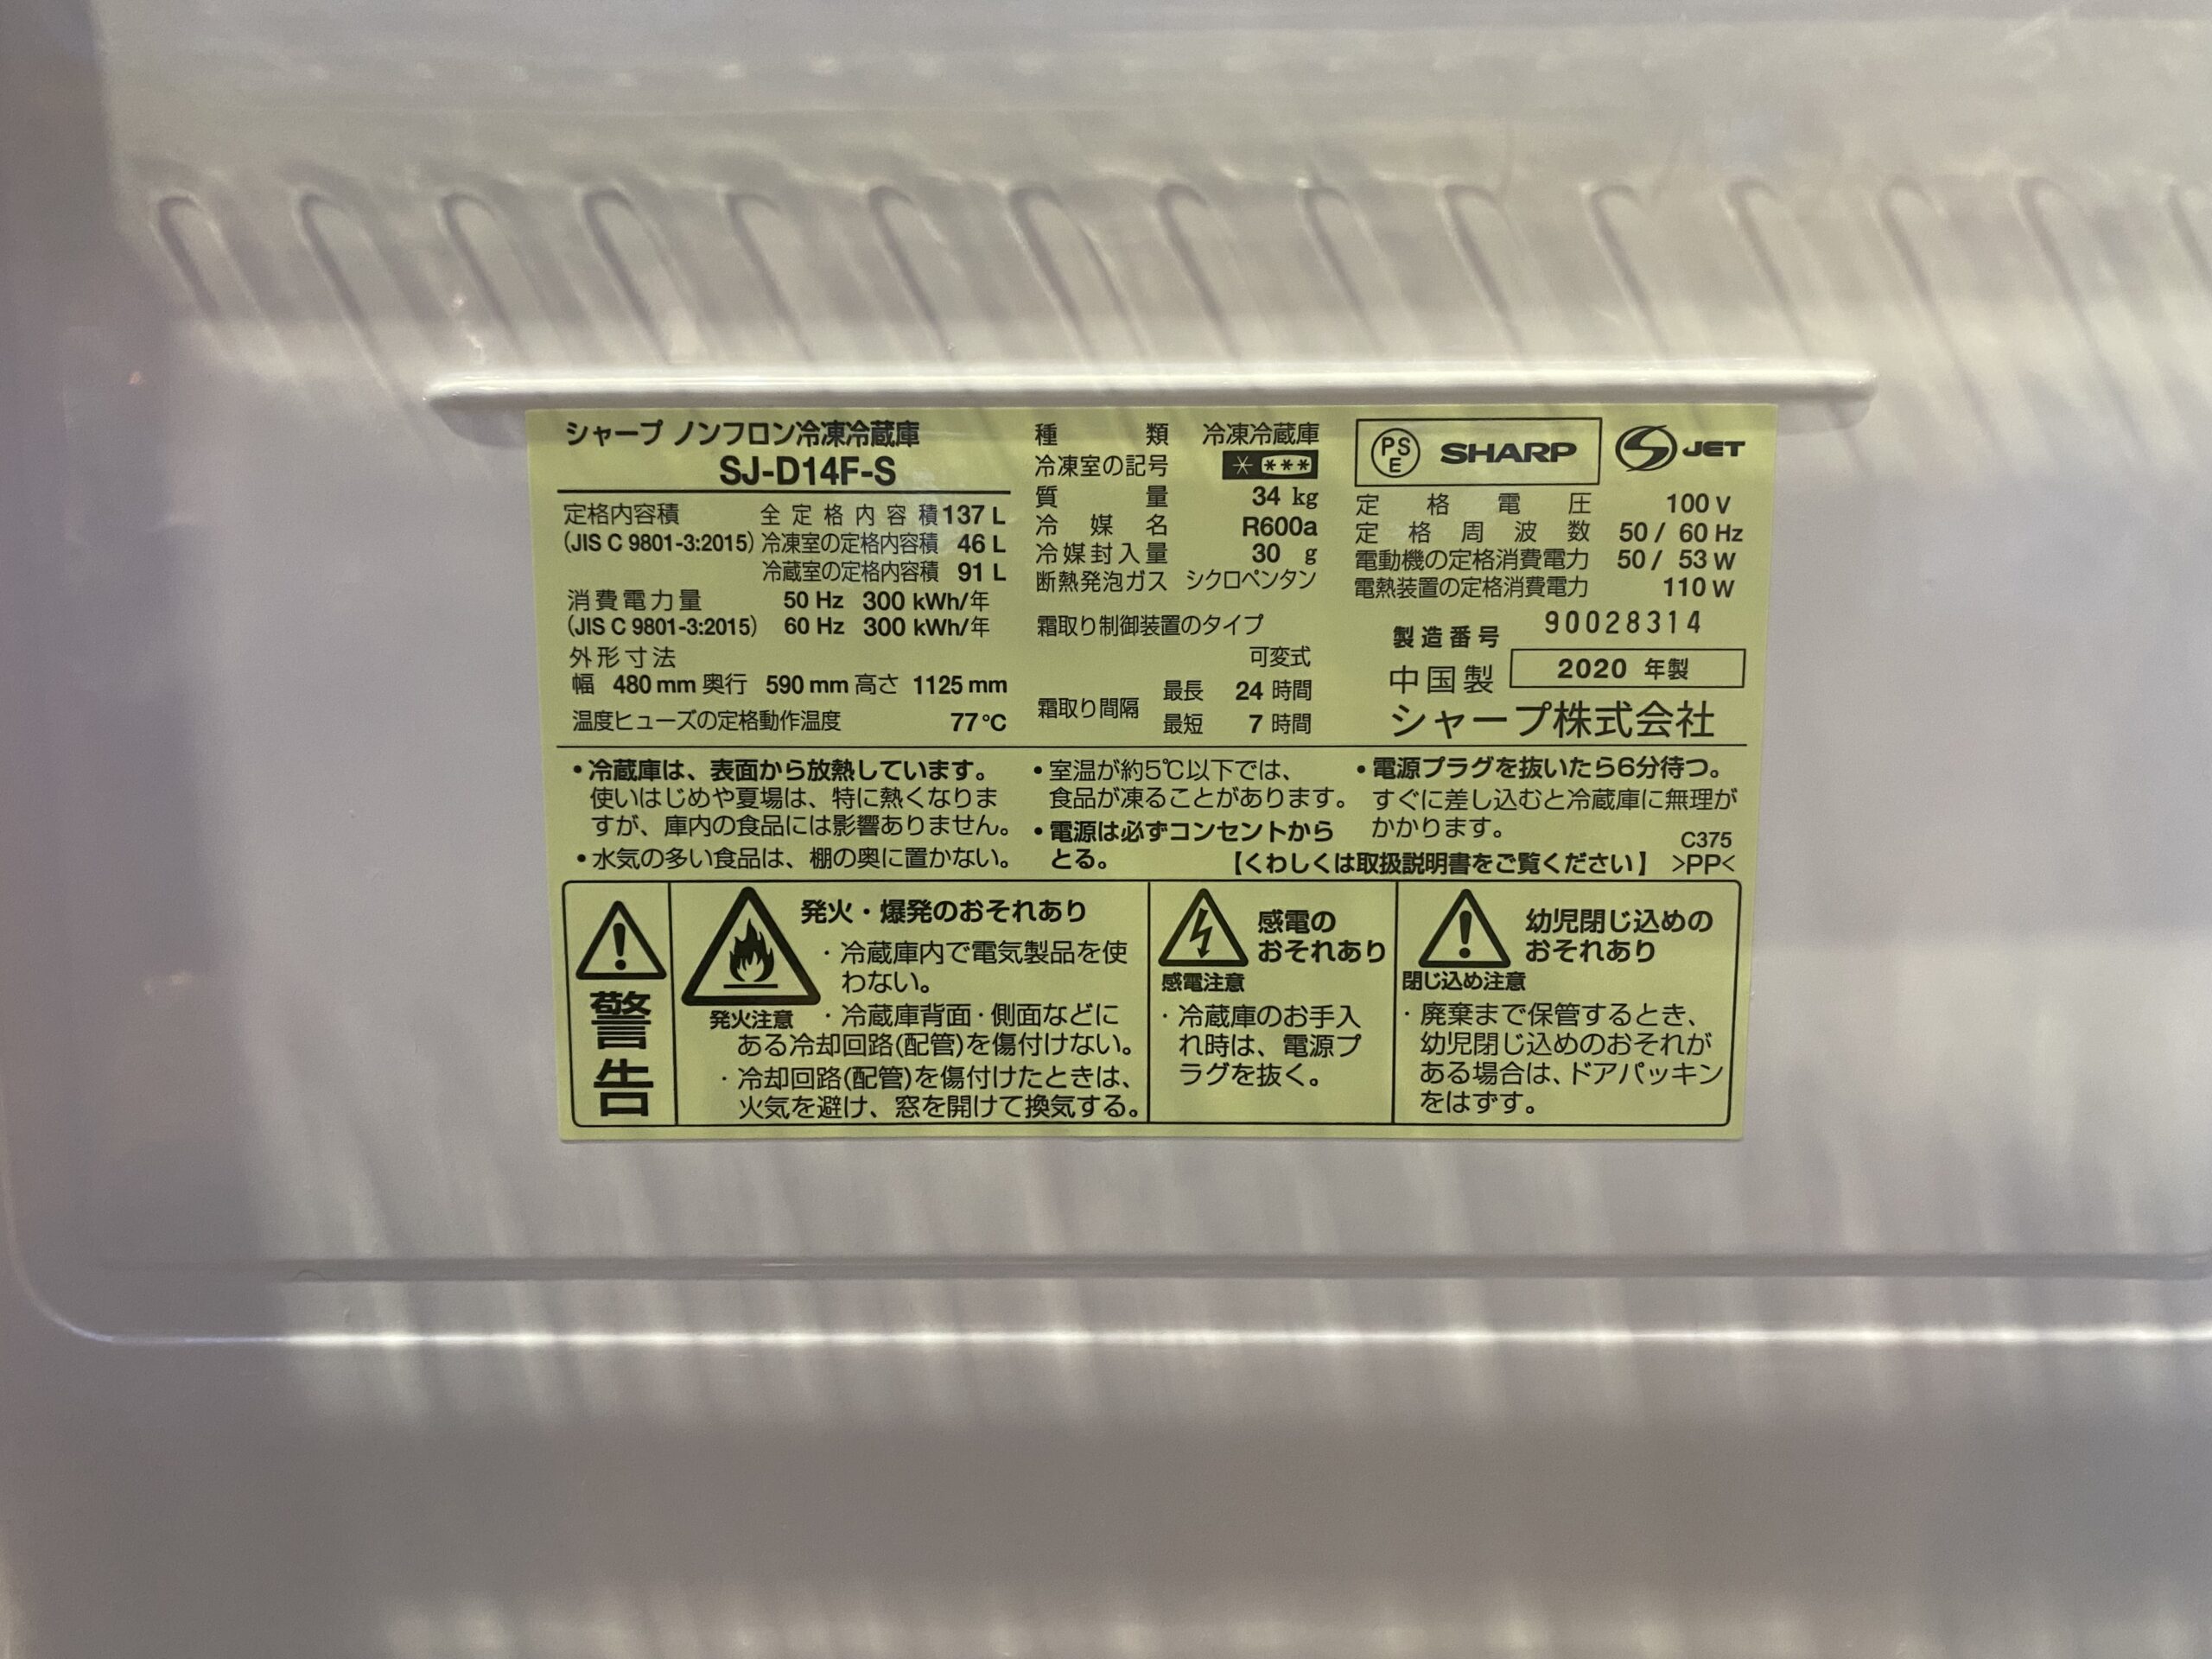 シャープ ノンフロン冷凍冷蔵庫
SJ-D14F-S
定格内容積 全定格内容積 137 L
(JIS C 9801-3:2015) 冷凍室の定格内容積 46 L
冷蔵室の定格内容積 91 L
消費電力量 50 Hz 300 kWh/年
(JIS C 9801-3:2015) 60 Hz 300 kWh/年
外形寸法
幅 480 mm 奥行 590 mm 高さ 1125 mm
温度ヒューズの定格動作温度 77℃
種類 冷凍冷蔵庫
冷凍室の記号 * ***
質量 34 kg
冷媒名 R600a
冷媒封入量 30 g
断熱発泡ガス シクロペンタン
霜取り制御装置のタイプ
可変式
霜取り間隔 最長 24 時間
最短 7 時間
PSE SHARP JET
定格電圧 100 V
定格周波数 50 / 60 Hz
電動機の定格消費電力 50 / 53 W
電熱装置の定格消費電力 110 W
製造番号 90028314
中国製 2020 年製
シャープ株式会社
・冷蔵庫は、表面から放熱しています。
使いはじめや夏場は、特に熱くなりま
すが、庫内の食品には影響ありません。
・水気の多い食品は、棚の奥に置かない。
・室温が約5℃以下では、
食品が凍ることがあります。
・電源は必ずコンセントから
とる。
・電源プラグを抜いたら6分待つ。
すぐに差し込むと冷蔵庫に無理が
かかります。
C375
【くわしくは取扱説明書をご覧ください】 >PP<
警告
発火注意
発火・爆発のおそれあり
・冷蔵庫内で電気製品を使
わない。
・冷蔵庫背面・側面などに
ある冷却回路(配管)を傷付けない。
・冷却回路(配管)を傷付けたときは、
火気を避け、窓を開けて換気する。
感電の
おそれあり
感電注意
・冷蔵庫のお手入
れ時は、電源プ
ラグを抜く。
幼児閉じ込めの
おそれあり
閉じ込め注意
・廃棄まで保管するとき、
幼児閉じ込めのおそれが
ある場合は、ドアパッキン
をはずす。